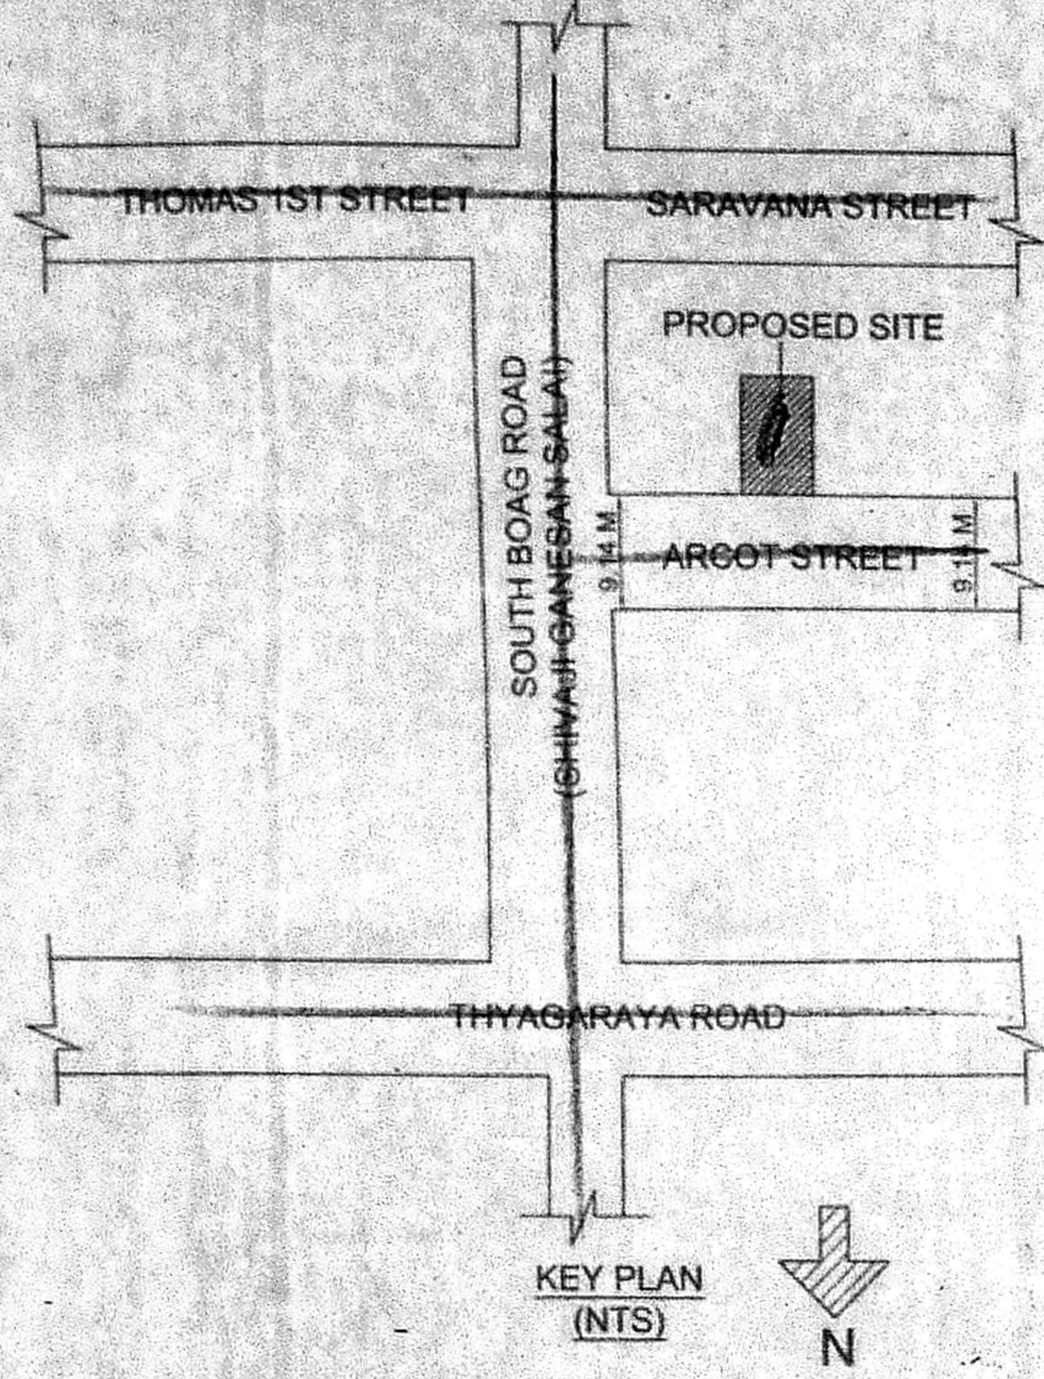 THOMAS 1ST STREET
SARAVANA STREET
PROPOSED SITE
SOUTH BOAG ROAD
(SHIVAJI GANESAN SALAI)
9.14 M
ARCOT STREET
9.14 M
THYAGARAYA ROAD
KEY PLAN
(NTS)
N